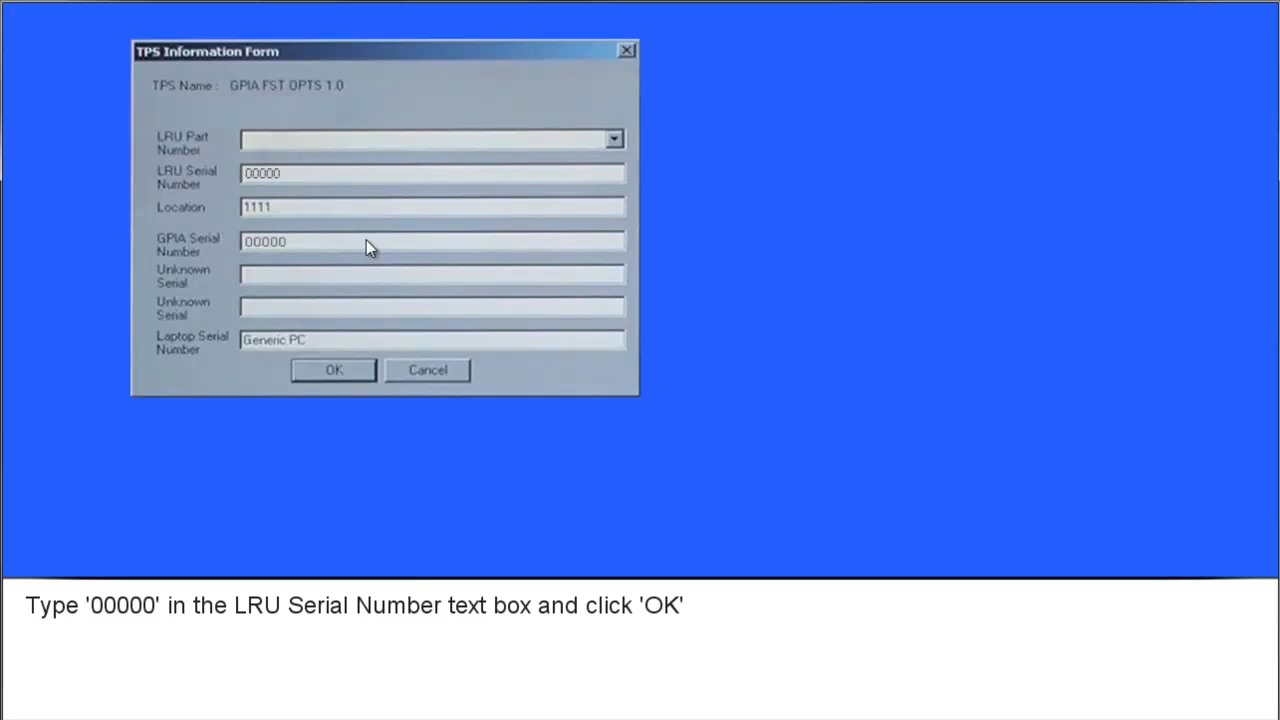 TPS Information Form
TPS Name : GPIA FST OPTS 1.0
LRU Part
Number
LRU Serial
Number
00000
Location
1111
GPIA Serial
Number
00000
Unknown
Serial
Unknown
Serial
Laptop Serial
Number
Generic PC
OK
Cancel
Type '00000' in the LRU Serial Number text box and click 'OK'